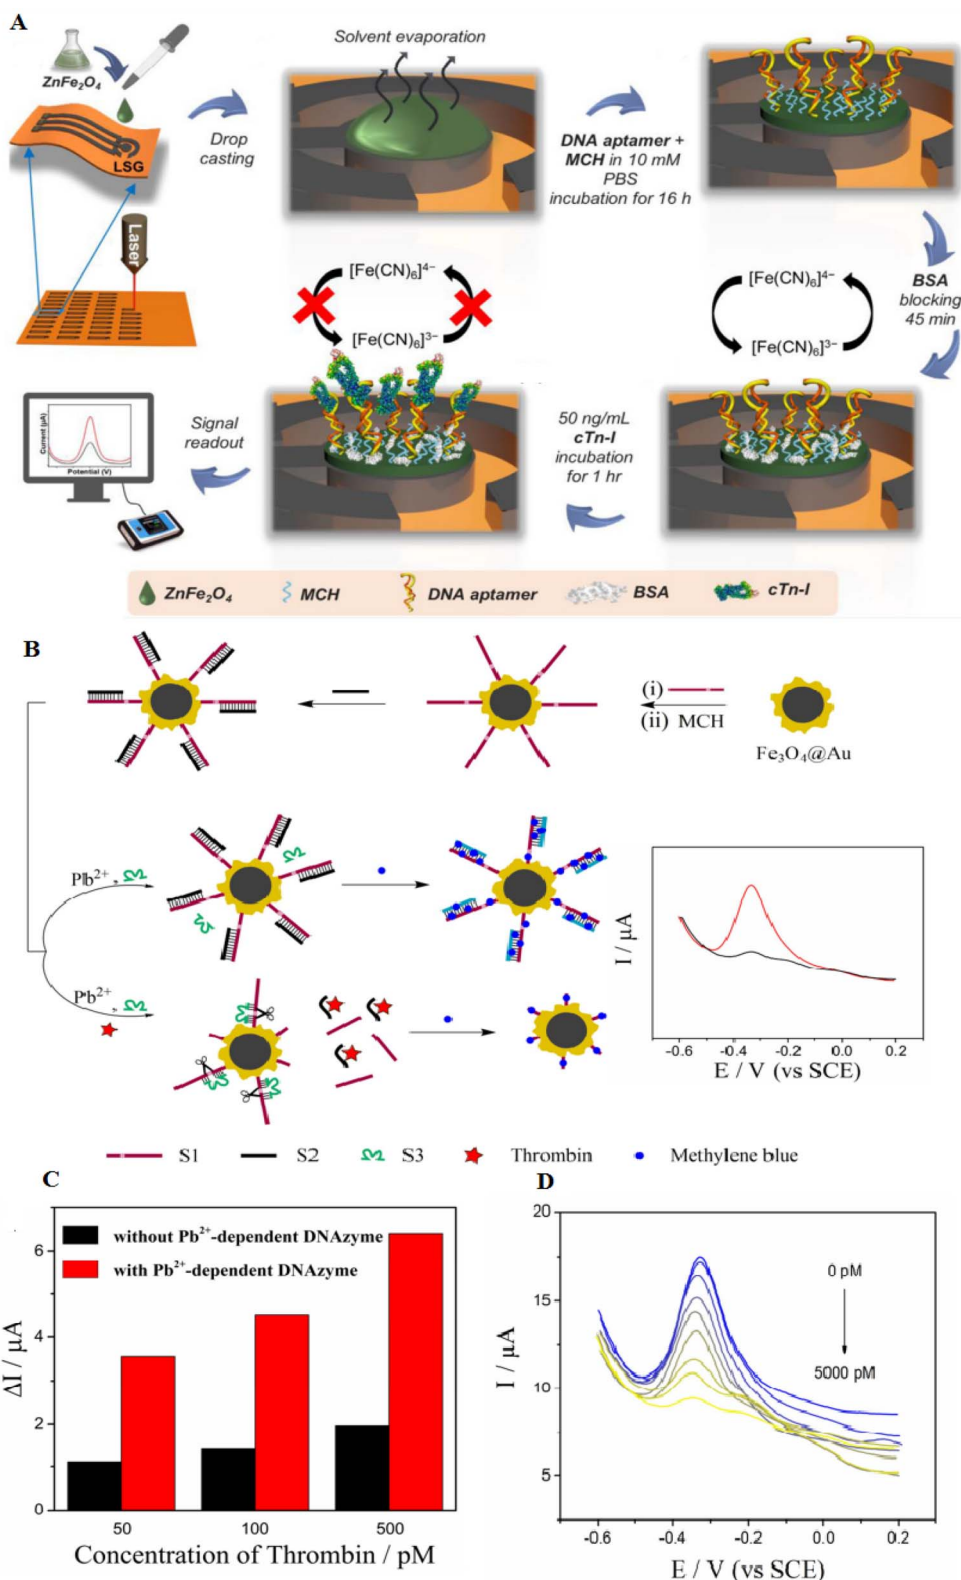 A
ZnFe₂O₄
LSG
Laser
Drop
casting
Solvent evaporation
DNA aptamer +
MCH in 10 mM
PBS
incubation for 16 h
BSA
blocking
45 min
[Fe(CN)₆]⁴⁻
[Fe(CN)₆]³⁻
[Fe(CN)₆]⁴⁻
[Fe(CN)₆]³⁻
50 ng/mL
cTn-I
incubation
for 1 hr
Signal
readout
Current (µA)
Potential (V)
ZnFe₂O₄ MCH DNA aptamer BSA cTn-I
B
(i)
(ii) MCH
Fe₃O₄@Au
Pb²⁺,
Pb²⁺,
I / µA
-0.6 -0.4 -0.2 0.0 0.2
E / V (vs SCE)
S1 S2 S3 Thrombin Methylene blue
C
without Pb²⁺-dependent DNAzyme
with Pb²⁺-dependent DNAzyme
ΔI / µA
6
4
2
0
50 100 500
Concentration of Thrombin / pM
D
I / µA
20
15
10
5
0 pM
5000 pM
-0.6 -0.4 -0.2 0.0 0.2
E / V (vs SCE)